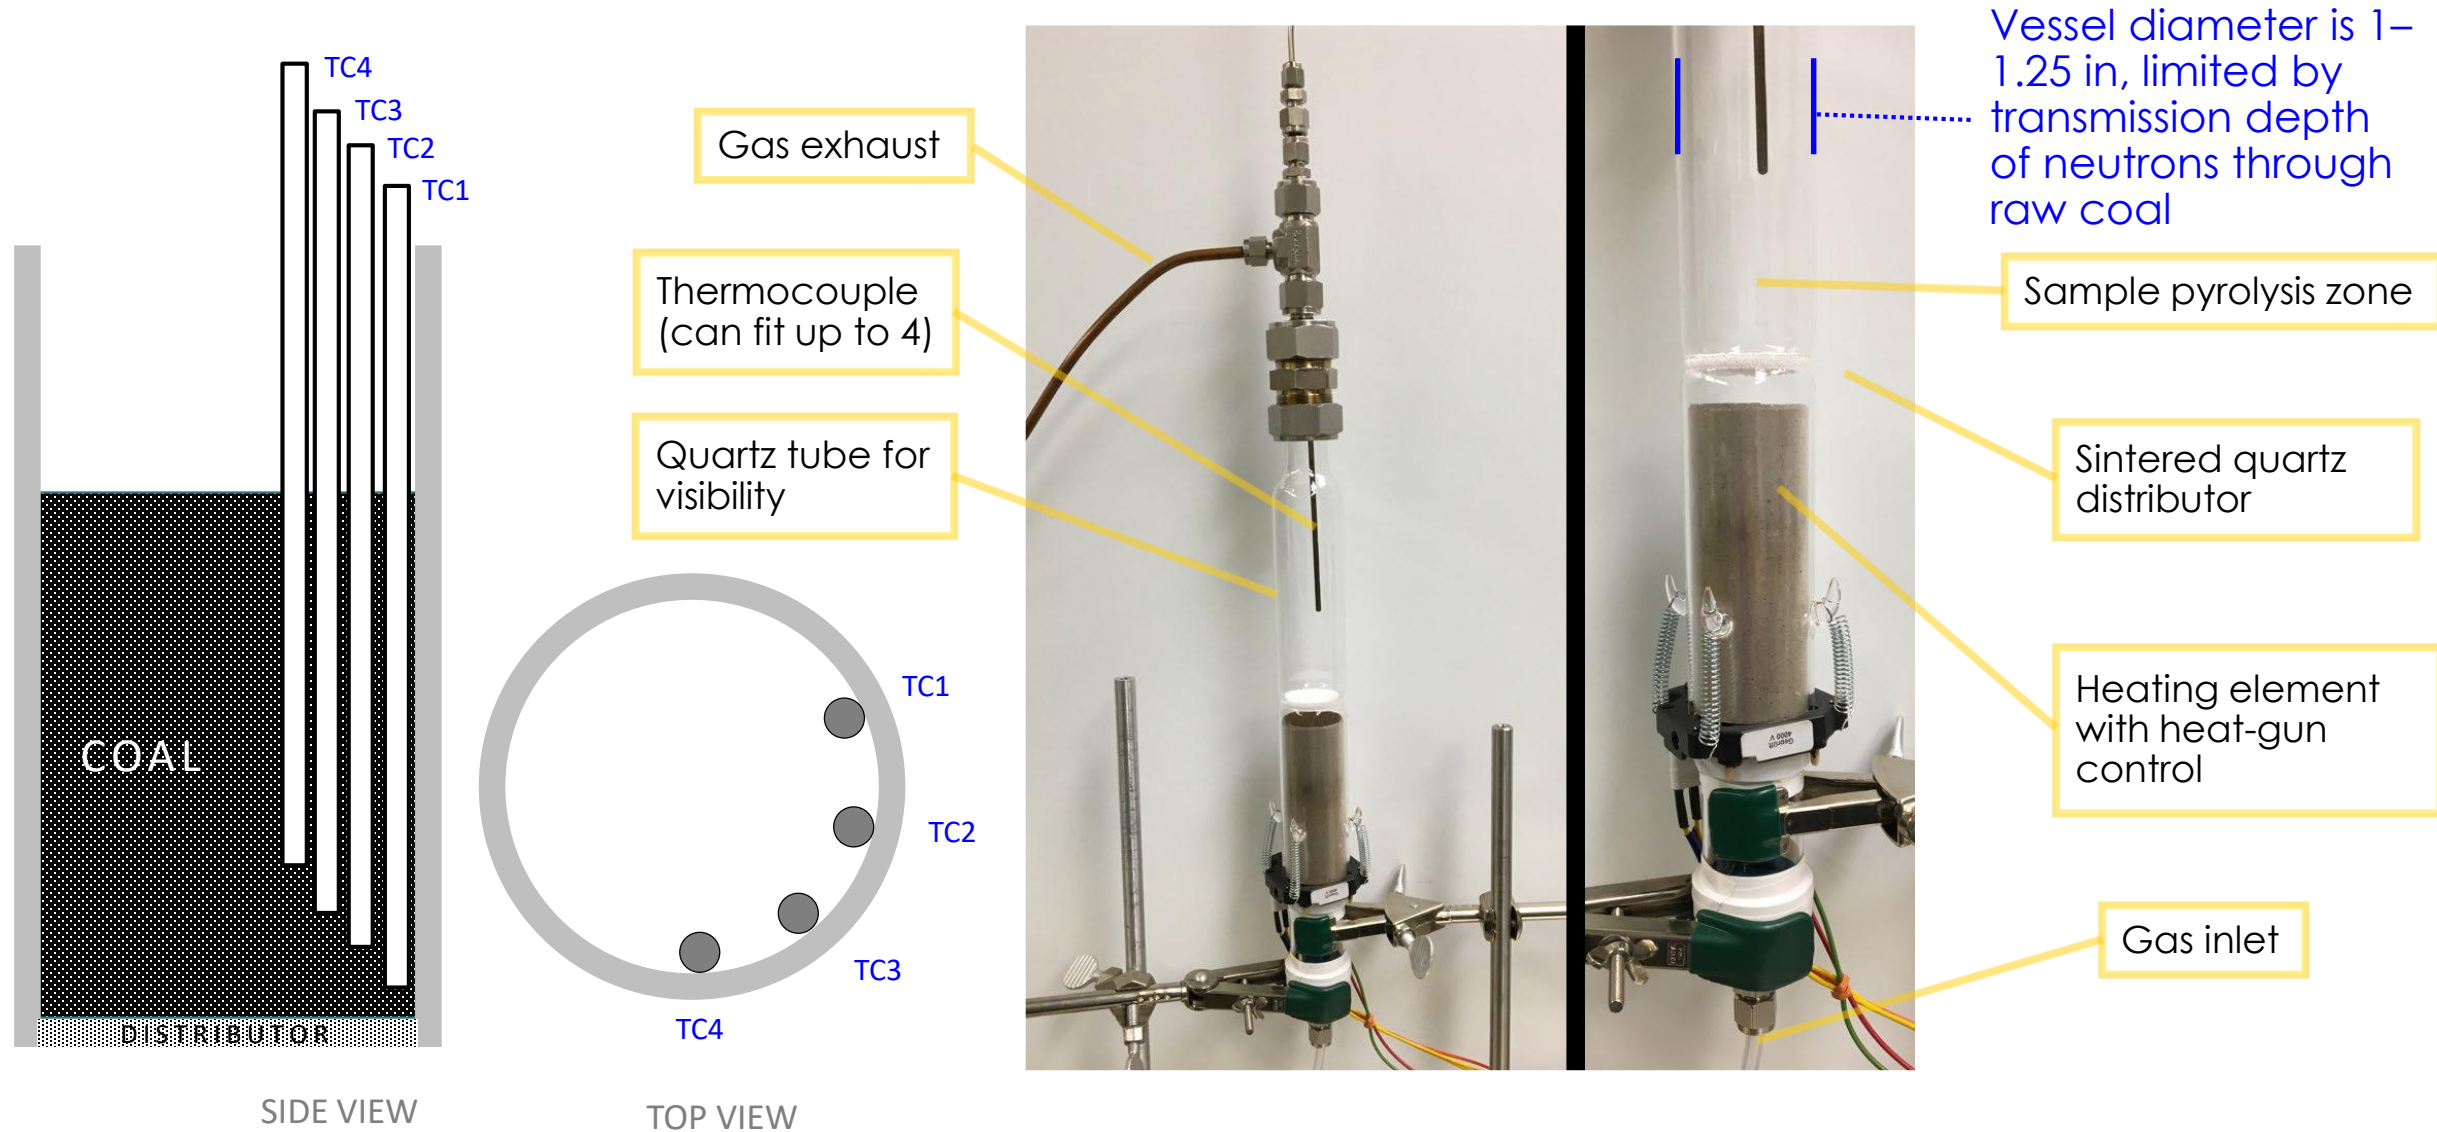 TC4
TC3
TC2
TC1
COAL
DISTRIBUTOR
SIDE VIEW
TC1
TC2
TC3
TC4
TOP VIEW
Gas exhaust
Thermocouple
(can fit up to 4)
Quartz tube for
visibility
Vessel diameter is 1–
1.25 in, limited by
transmission depth
of neutrons through
raw coal
Sample pyrolysis zone
Sintered quartz
distributor
Heating element
with heat-gun
control
Gas inlet
Geprüft
4000 V